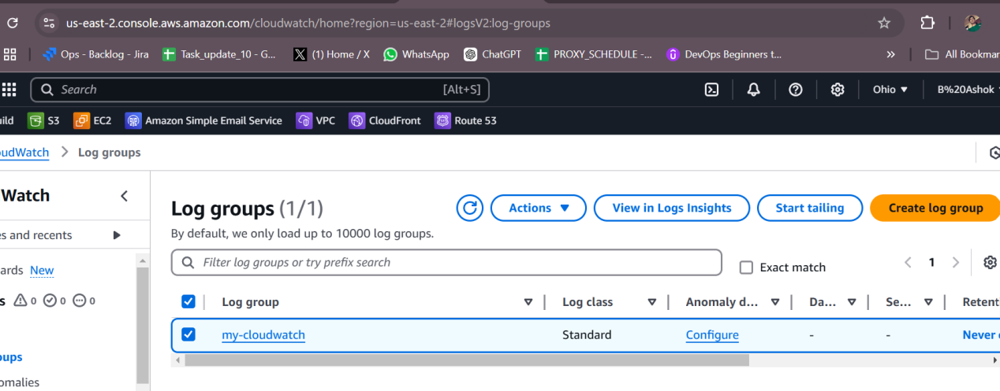 us-east-2.console.aws.amazon.com/cloudwatch/home?region=us-east-2#logsV2:log-groups
Ops - Backlog - Jira Task_update_10 - G... (1) Home / X WhatsApp ChatGPT PROXY_SCHEDULE -... DevOps Beginners t... » All Bookmar
Search [Alt+S] Ohio B%20Ashok
ild S3 EC2 Amazon Simple Email Service VPC CloudFront Route 53
oudWatch > Log groups
Watch
Log groups (1/1) Actions View in Logs Insights Start tailing Create log group
By default, we only load up to 10000 log groups.
es and recents
Filter log groups or try prefix search Exact match 1
ards New
s 0 0 0
Log group Log class Anomaly d... Da... Se... Retent
my-cloudwatch Standard Configure - - Never e
oups
omalies